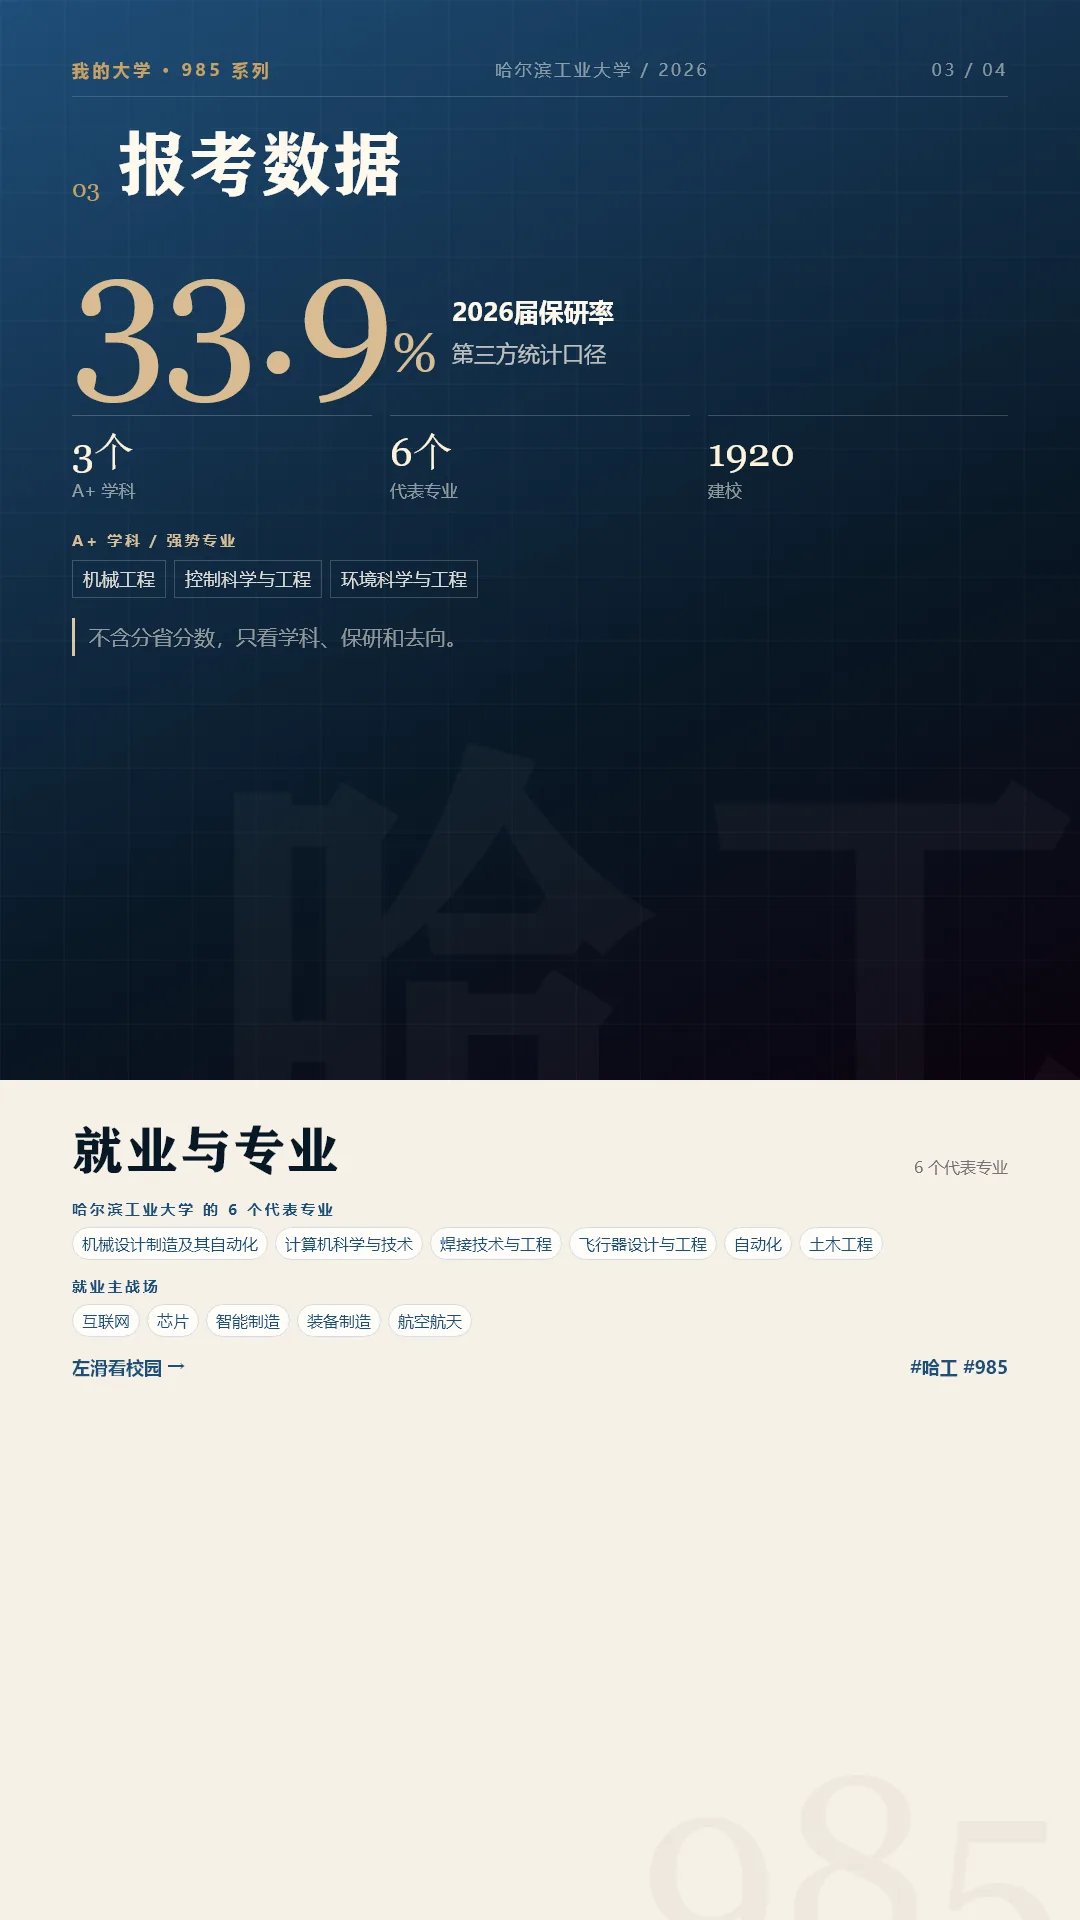 我的大学 · 985 系列
哈尔滨工业大学 / 2026
03 / 04
03 报考数据
33.9%
2026届保研率
第三方统计口径
3个
A+ 学科
6个
代表专业
1920
建校
A+ 学科 / 强势专业
机械工程 控制科学与工程 环境科学与工程
不含分省分数，只看学科、保研和去向。
哈工
就业与专业
6 个代表专业
哈尔滨工业大学 的 6 个代表专业
机械设计制造及其自动化 计算机科学与技术 焊接技术与工程 飞行器设计与工程 自动化 土木工程
就业主战场
互联网 芯片 智能制造 装备制造 航空航天
左滑看校园 →
#哈工 #985
985